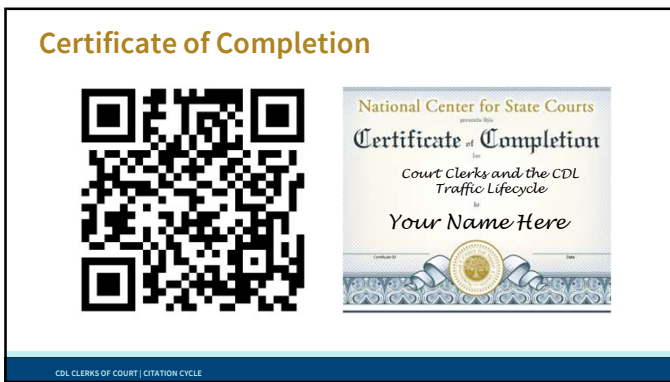 Certificate of Completion
National Center for State Courts
presents this
Certificate of Completion
for
Court Clerks and the CDL
Traffic Lifecycle
to
Your Name Here
Certificate ID
Date
CDL CLERKS OF COURT | CITATION CYCLE